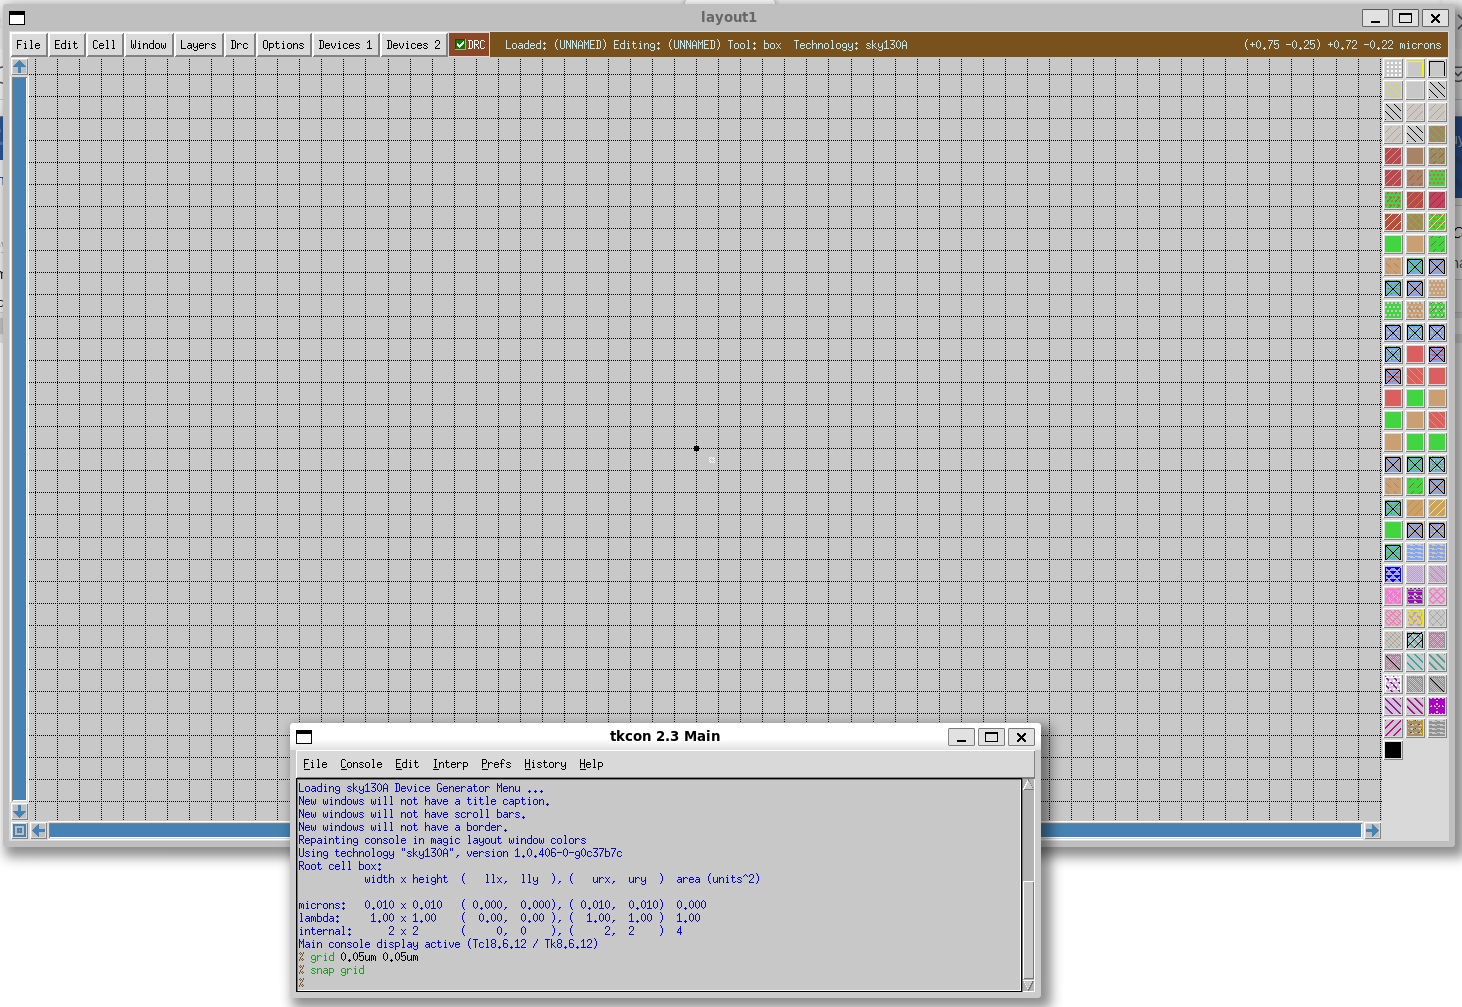 layout1
File Edit Cell Window Layers Drc Options Devices 1 Devices 2 DRC Loaded: (UNNAMED) Editing: (UNNAMED) Tool: box Technology: sky130A (+0.75 -0.25) +0.72 -0.22 microns
tkcon 2.3 Main
File Console Edit Interp Prefs History Help
Loading sky130A Device Generator Menu ...
New windows will not have a title caption.
New windows will not have scroll bars.
New windows will not have a border.
Repainting console in magic layout window colors
Using technology "sky130A", version 1.0.406-0-g0c37b7c
Root cell box:
width x height ( llx, lly ), ( urx, ury ) area (units^2)
microns: 0.010 x 0.010 ( 0.000, 0.000), ( 0.010, 0.010) 0.000
lambda: 1.00 x 1.00 ( 0.00, 0.00 ), ( 1.00, 1.00 ) 1.00
internal: 2 x 2 ( 0, 0 ), ( 2, 2 ) 4
Main console display active (Tcl8.6.12 / Tk8.6.12)
% grid 0.05um 0.05um
% snap grid
%